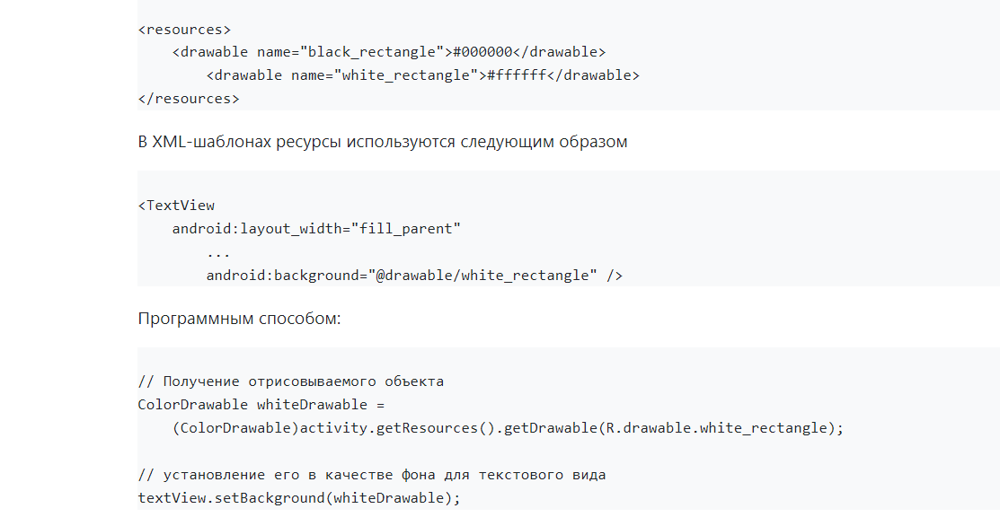 <resources>
    <drawable name="black_rectangle">#000000</drawable>
        <drawable name="white_rectangle">#ffffff</drawable>
</resources>
В XML-шаблонах ресурсы используются следующим образом
<TextView
    android:layout_width="fill_parent"
        ...
        android:background="@drawable/white_rectangle" />
Программным способом:
// Получение отрисовываемого объекта
ColorDrawable whiteDrawable =
    (ColorDrawable)activity.getResources().getDrawable(R.drawable.white_rectangle);
// установление его в качестве фона для текстового вида
textView.setBackground(whiteDrawable);